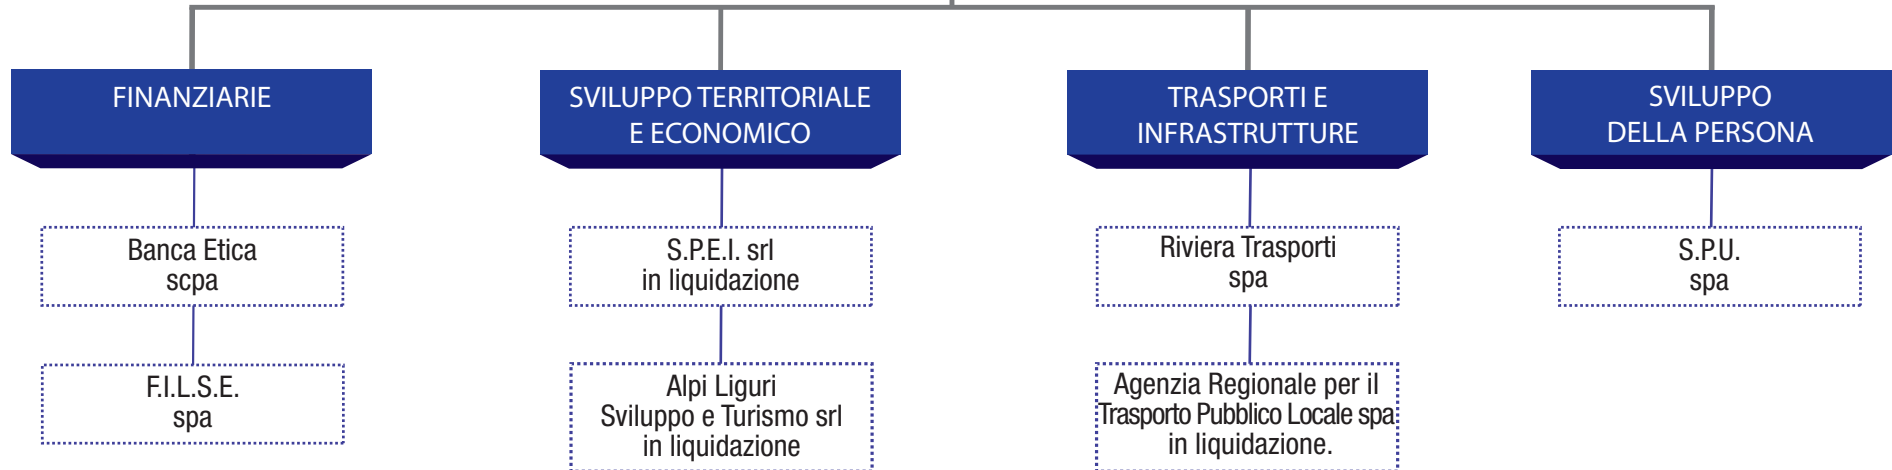 FINANZIARIE
SVILUPPO TERRITORIALE
E ECONOMICO
TRASPORTI E
INFRASTRUTTURE
SVILUPPO
DELLA PERSONA
Banca Etica
scpa
S.P.E.I. srl
in liquidazione
Riviera Trasporti
spa
S.P.U.
spa
F.I.L.S.E.
spa
Alpi Liguri
Sviluppo e Turismo srl
in liquidazione
Agenzia Regionale per il
Trasporto Pubblico Locale spa
in liquidazione.